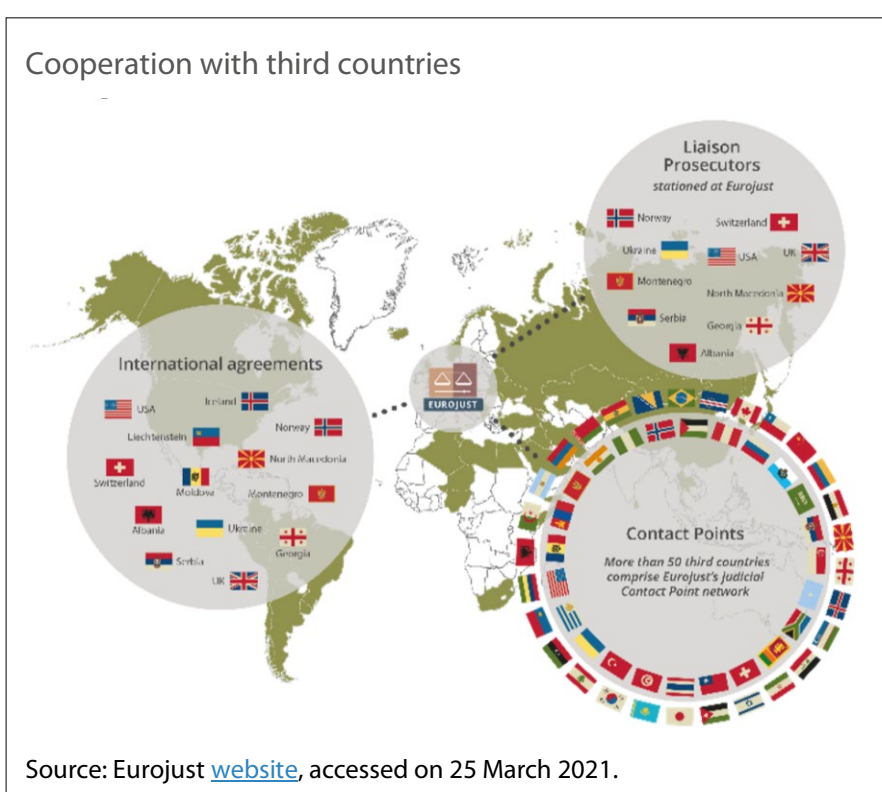 Cooperation with third countries
Liaison
Prosecutors
stationed at Eurojust
Norway
Switzerland
Ukraine
USA
UK
Montenegro
North Macedonia
Serbia
Georgia
Albania
EUROJUST
International agreements
USA
Iceland
Liechtenstein
Norway
North Macedonia
Switzerland
Moldova
Montenegro
Albania
Ukraine
Georgia
Serbia
UK
Contact Points
More than 50 third countries
comprise Eurojust's judicial
Contact Point network
Source: Eurojust website, accessed on 25 March 2021.